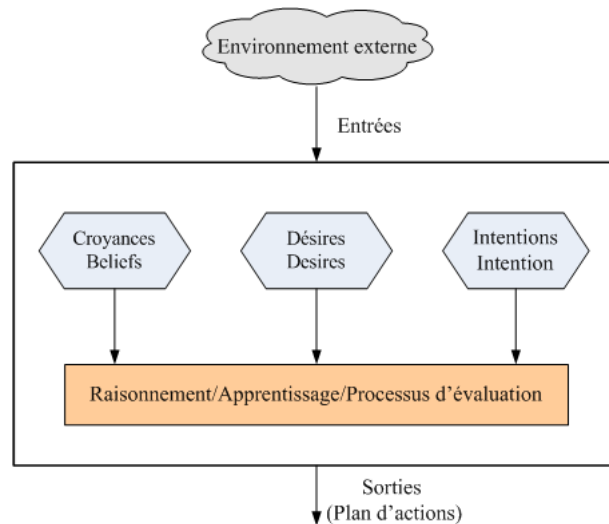 Environnement externe
Entrées
Croyances
Beliefs
Désires
Desires
Intentions
Intention
Raisonnement/Apprentissage/Processus d’évaluation
Sorties
(Plan d’actions)